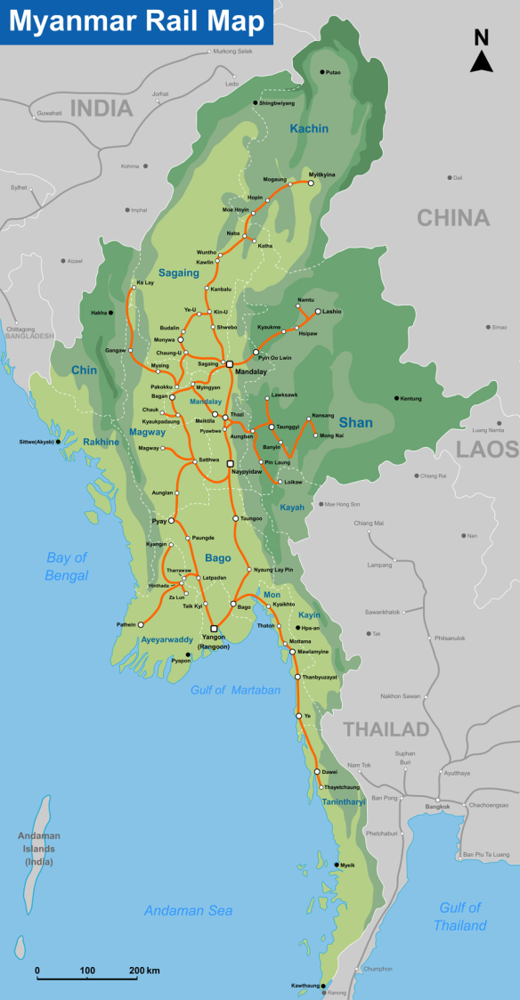 Myanmar Rail Map
N
Murkong Selek
Ledo
Putao
Jorhat
Shingbwiyang
INDIA
Guwahati
Kachin
Kohima
Mogaung
Myitkyina
Dali
Sylhet
Hopin
Imphal
Moe Hnyin
CHINA
Naba
Katha
Aizawl
Wuntho
Kawlin
Sagaing
Ka Lay
Kanbalu
Namtu
Ye-U
Kin-U
Lashio
Hakha
Chittagong
BANGLADESH
Budalin
Shwebo
Kyaukme
Hsipaw
Simao
Monywa
Gangaw
Chaung-U
Pyin Oo Lwin
Myaing
Sagaing
Mandalay
Chin
Pakokku
Myingyan
Bagan
Mandalay
Lawksawk
Kentung
Chauk
Meiktila
Thazi
Nansang
Shan
Kyaukpadaung
Pyawbwe
Taunggyi
Luang Namta
Magway
Aungban
Mong Nai
Sittwe(Akyab)
Rakhine
Banyin
LAOS
Magway
Satthwa
Pin Laung
Naypyidaw
Chiang Rai
Loikaw
Aunglan
Kayah
Mae Hong Son
Pyay
Taungoo
Chiang Mai
Nan
Kyangin
Paungde
Bay of
Bengal
Bago
Lampang
Tharrawaw
Nyaung Lay Pin
Letpadan
Hinthada
Za Lun
Mon
Taik Kyi
Bago
Kyaikhto
Sawankhalok
Kayin
Pathein
Thaton
Hpa-an
Yangon
(Rangoon)
Tak
Phitsanulok
Ayeyarwaddy
Mottama
Mawlamyine
Pyapon
Thanbyuzayat
Gulf of Martaban
Nakhon Sawan
Ye
THAILAD
Suphan
Buri
Nam Tok
Ayutthaya
Dawei
Thayetchaung
Ban Pong
Bangkok
Chachoengsao
Tanintharyi
Andaman
Islands
(India)
Phetchaburi
Ban Plu Ta Luang
Myeik
Andaman Sea
Gulf of
Thailand
0 100 200 km
Chumphon
Kawthaung
Ranong